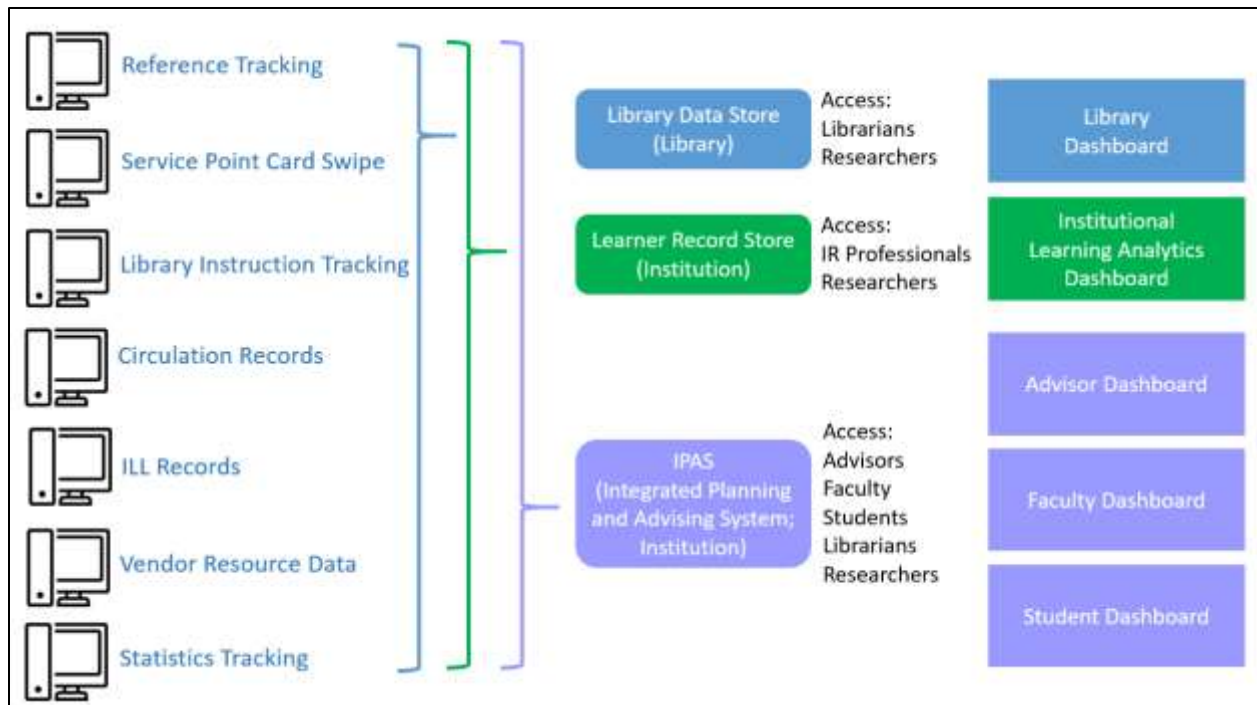 Reference Tracking
Service Point Card Swipe
Library Instruction Tracking
Circulation Records
ILL Records
Vendor Resource Data
Statistics Tracking
Library Data Store
(Library)
Access:
Librarians
Researchers
Library
Dashboard
Learner Record Store
(Institution)
Access:
IR Professionals
Researchers
Institutional
Learning Analytics
Dashboard
IPAS
(Integrated Planning
and Advising System;
Institution)
Access:
Advisors
Faculty
Students
Librarians
Researchers
Advisor Dashboard
Faculty Dashboard
Student Dashboard